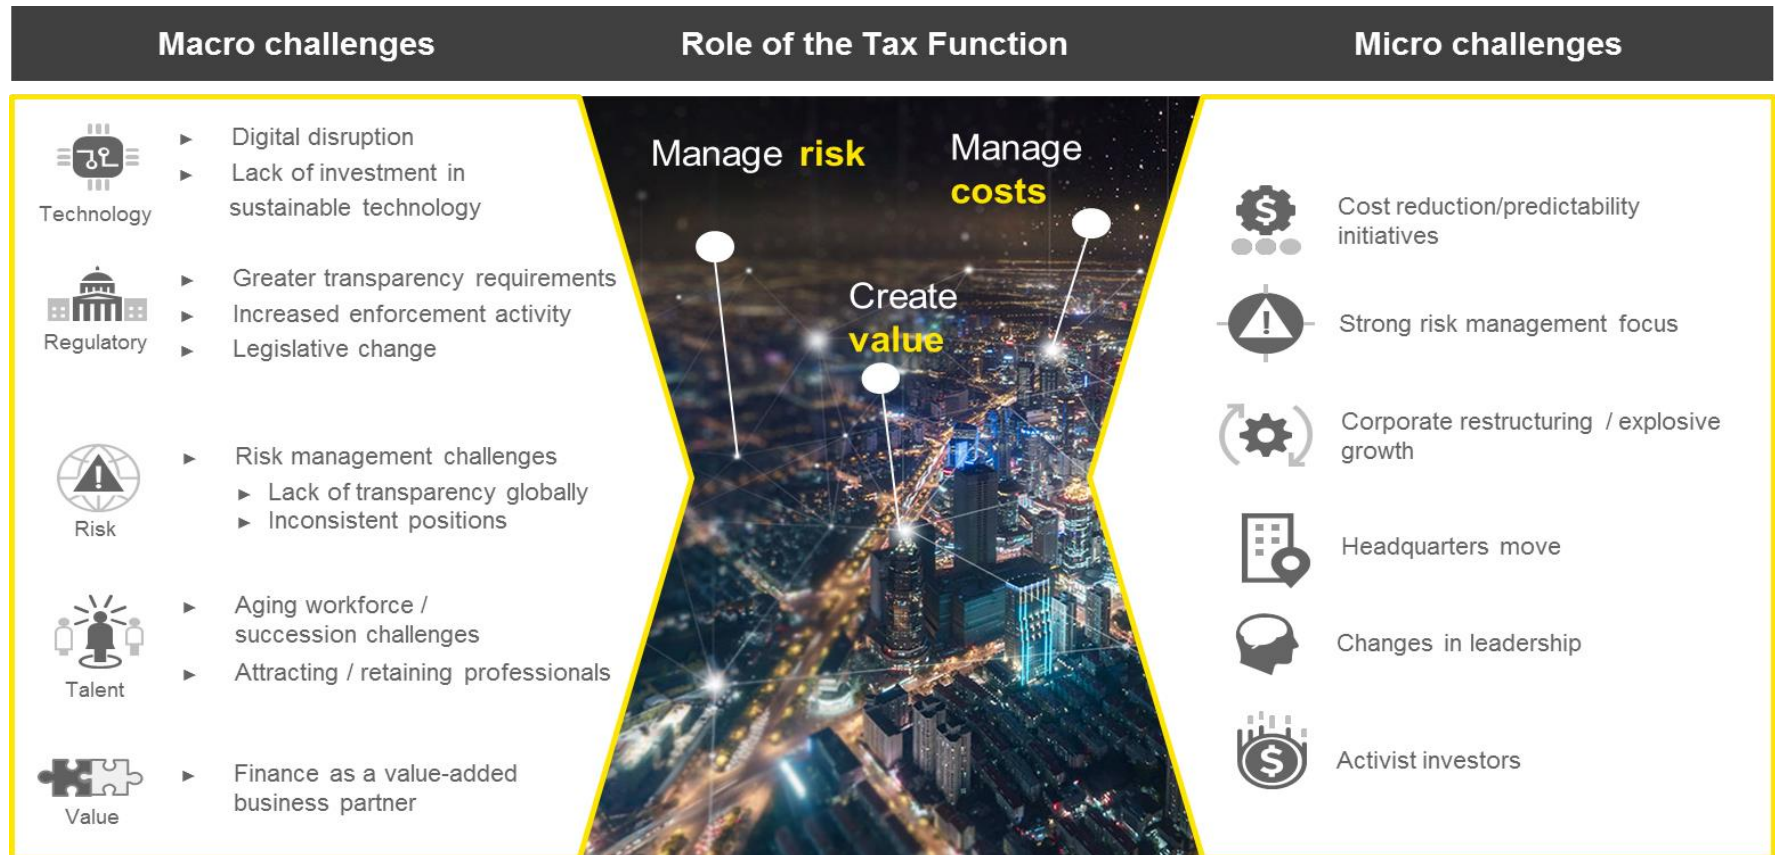 Macro challenges
Role of the Tax Function
Micro challenges
Technology
► Digital disruption
► Lack of investment in
sustainable technology
Regulatory
► Greater transparency requirements
► Increased enforcement activity
► Legislative change
Risk
► Risk management challenges
► Lack of transparency globally
► Inconsistent positions
Talent
► Aging workforce /
succession challenges
► Attracting / retaining professionals
Value
► Finance as a value-added
business partner
Manage risk
Manage
costs
Create
value
Cost reduction/predictability
initiatives
Strong risk management focus
Corporate restructuring / explosive
growth
Headquarters move
Changes in leadership
Activist investors